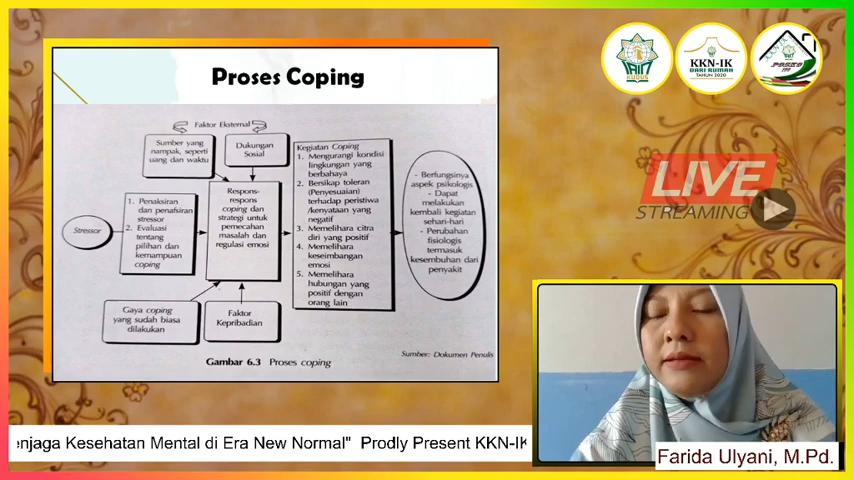 Proses Coping
Faktor Eksternal
Sumber yang
nampak, seperti
uang dan waktu
Dukungan
Sosial
Stressor
1. Penaksiran
dan penafsiran
stressor
2. Evaluasi
tentang
pilihan dan
kemampuan
coping
Respons-
respons
coping dan
strategi untuk
pemecahan
masalah dan
regulasi emosi
Kegiatan Coping
1. Mengurangi kondisi
lingkungan yang
berbahaya
2. Bersikap toleran
(Penyesuaian)
terhadap peristiwa
/kenyataan yang
negatif
3. Memelihara citra
diri yang positif
4. Memelihara
keseimbangan
emosi
5. Memelihara
hubungan yang
positif dengan
orang lain
- Berfungsinya
aspek psikologis
- Dapat
melakukan
kembali kegiatan
sehari-hari
- Perubahan
fisiologis
termasuk
kesembuhan dari
penyakit
Gaya coping
yang sudah biasa
dilakukan
Faktor
Kepribadian
Gambar 6.3 Proses coping
Sumber: Dokumen Penulis
IAIN
KUDUS
KKN-IK
DARI RUMAH
TAHUN 2020
POSKO
LIVE
STREAMING
enjaga Kesehatan Mental di Era New Normal" Prodly Present KKN-IK
Farida Ulyani, M.Pd.